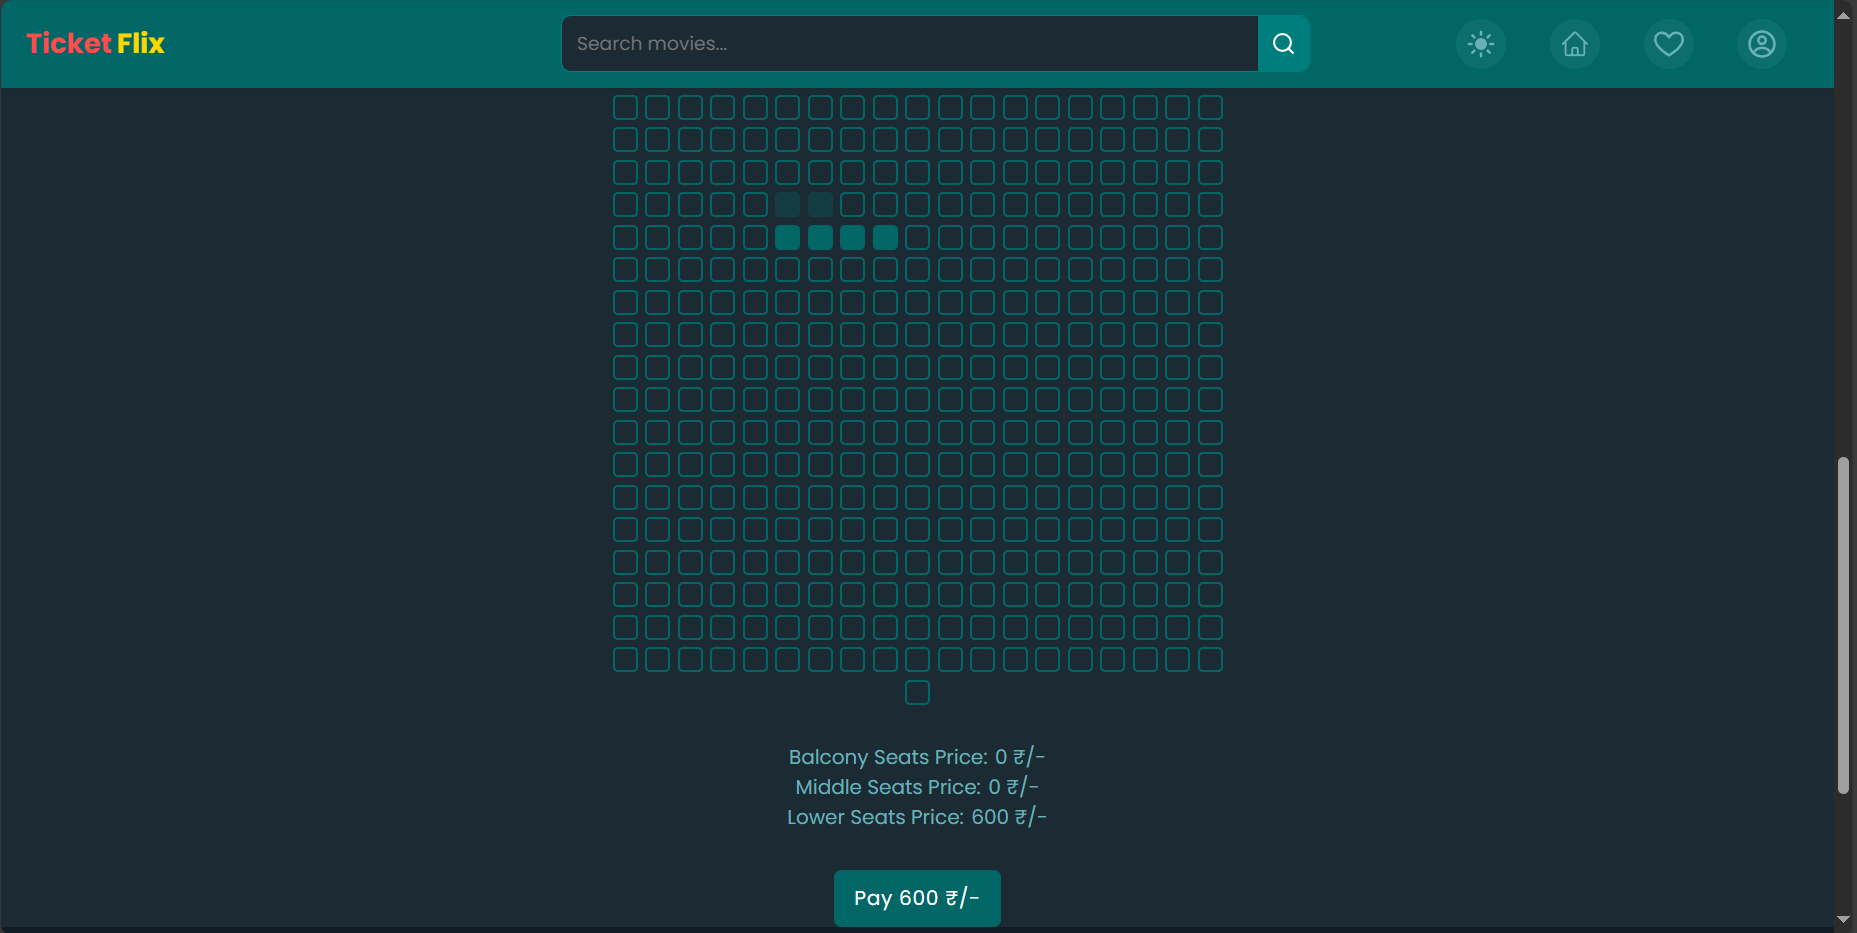 Ticket Flix
Search movies...
Balcony Seats Price: 0 ₹/-
Middle Seats Price: 0 ₹/-
Lower Seats Price: 600 ₹/-
Pay 600 ₹/-